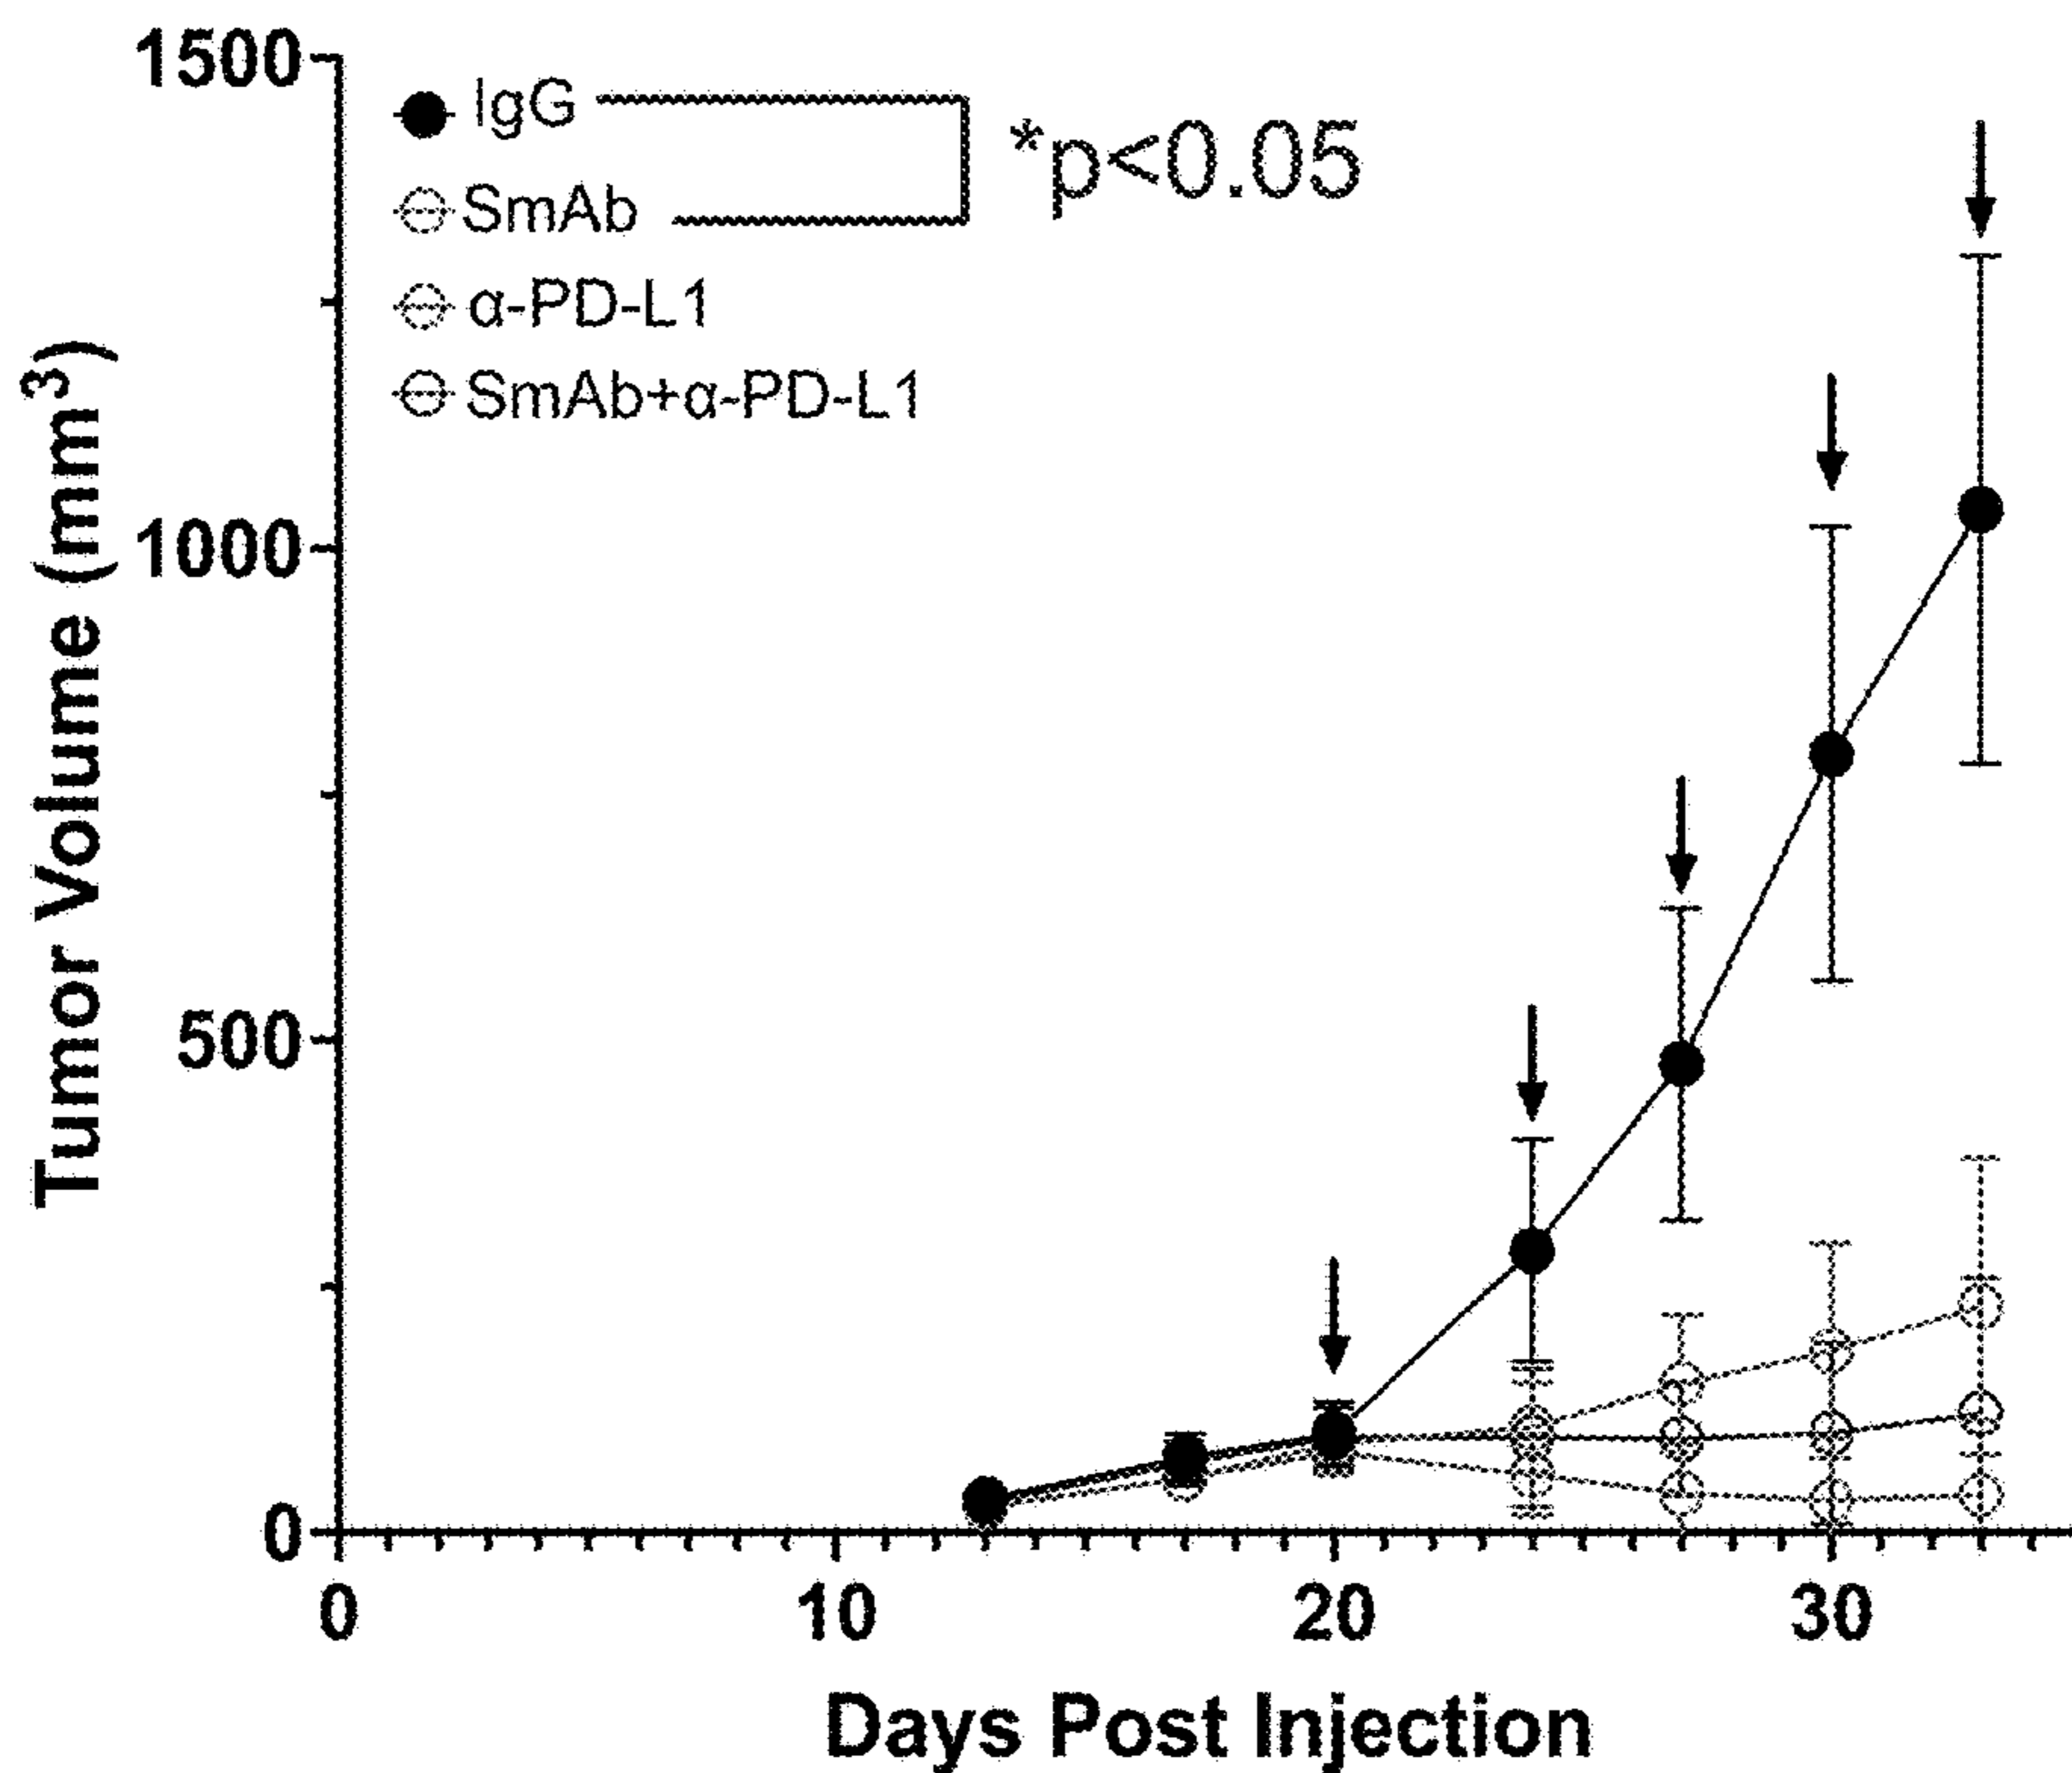 1500
1000
500
0
Tumor Volume (mm³)
IgG
SmAb
α-PD-L1
SmAb+α-PD-L1
*p<0.05
0 10 20 30
Days Post Injection